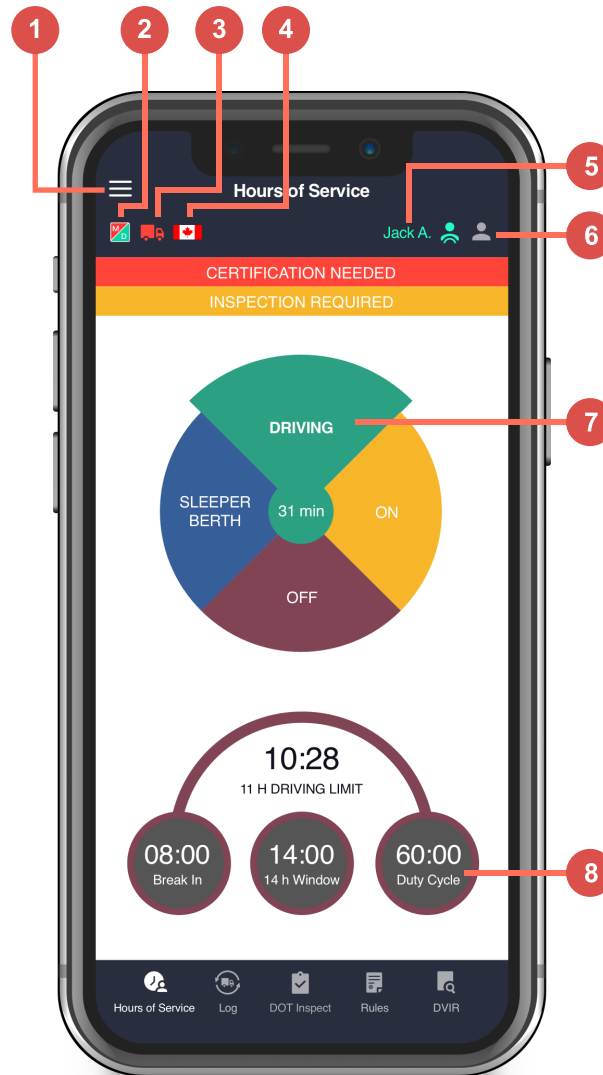 1
2
3
4
5
Hours of Service
M/D
Jack A.
6
CERTIFICATION NEEDED
INSPECTION REQUIRED
DRIVING
7
SLEEPER
BERTH
31 min
ON
OFF
10:28
11 H DRIVING LIMIT
08:00
Break In
14:00
14 h Window
60:00
Duty Cycle
8
Hours of Service
Log
DOT Inspect
Rules
DVIR